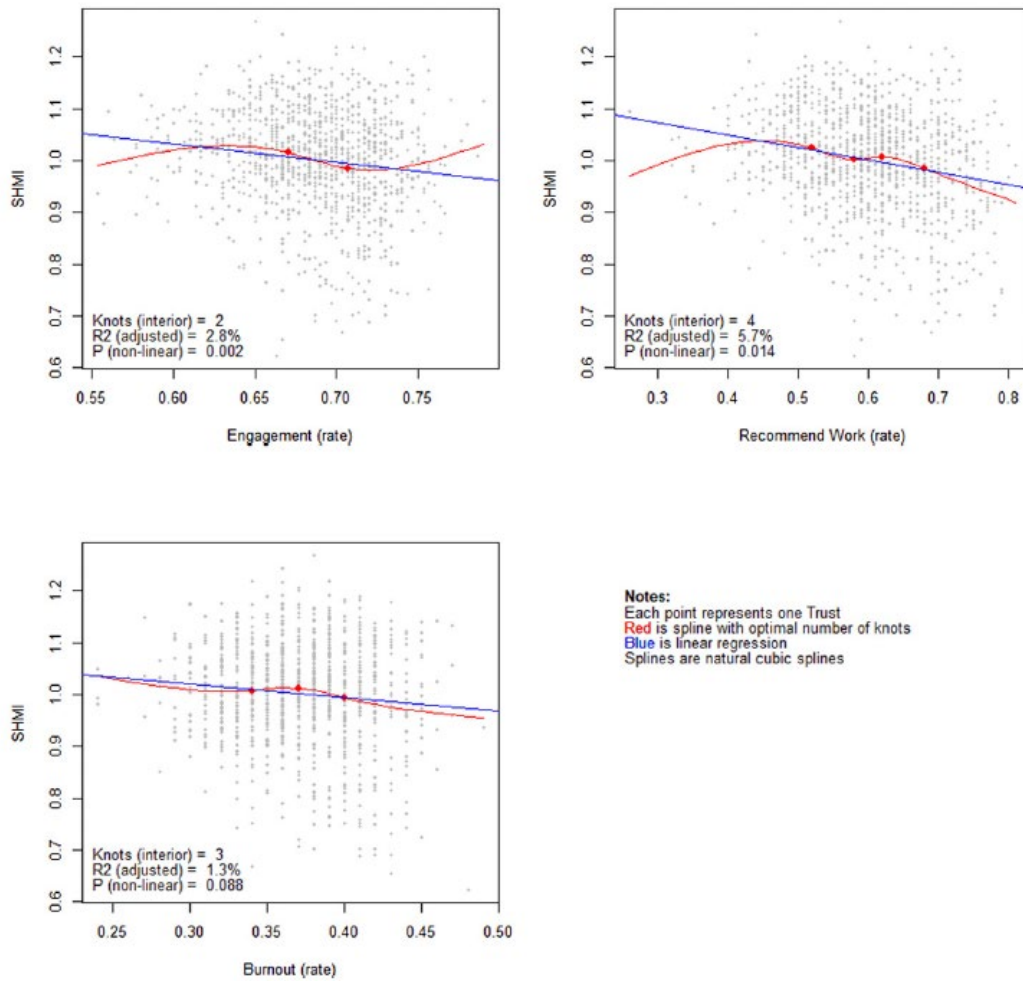 SHMI
1.2
1.1
1.0
0.9
0.8
0.7
0.6
Knots (interior) = 2
R2 (adjusted) = 2.8%
P (non-linear) = 0.002
0.55 0.60 0.65 0.70 0.75
Engagement (rate)
SHMI
1.2
1.1
1.0
0.9
0.8
0.7
0.6
Knots (interior) = 4
R2 (adjusted) = 5.7%
P (non-linear) = 0.014
0.3 0.4 0.5 0.6 0.7 0.8
Recommend Work (rate)
SHMI
1.2
1.1
1.0
0.9
0.8
0.7
0.6
Knots (interior) = 3
R2 (adjusted) = 1.3%
P (non-linear) = 0.088
0.25 0.30 0.35 0.40 0.45 0.50
Burnout (rate)
Notes:
Each point represents one Trust
Red is spline with optimal number of knots
Blue is linear regression
Splines are natural cubic splines